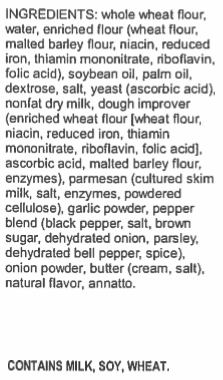 INGREDIENTS: whole wheat flour,
water, enriched flour (wheat flour,
malted barley flour, niacin, reduced
iron, thiamin mononitrate, riboflavin,
folic acid), soybean oil, palm oil,
dextrose, salt, yeast (ascorbic acid),
nonfat dry milk, dough improver
(enriched wheat flour [wheat flour,
niacin, reduced iron, thiamin
mononitrate, riboflavin, folic acid],
ascorbic acid, malted barley flour,
enzymes), parmesan (cultured skim
milk, salt, enzymes, powdered
cellulose), garlic powder, pepper
blend (black pepper, salt, brown
sugar, dehydrated onion, parsley,
dehydrated bell pepper, spice),
onion powder, butter (cream, salt),
natural flavor, annatto.
CONTAINS MILK, SOY, WHEAT.